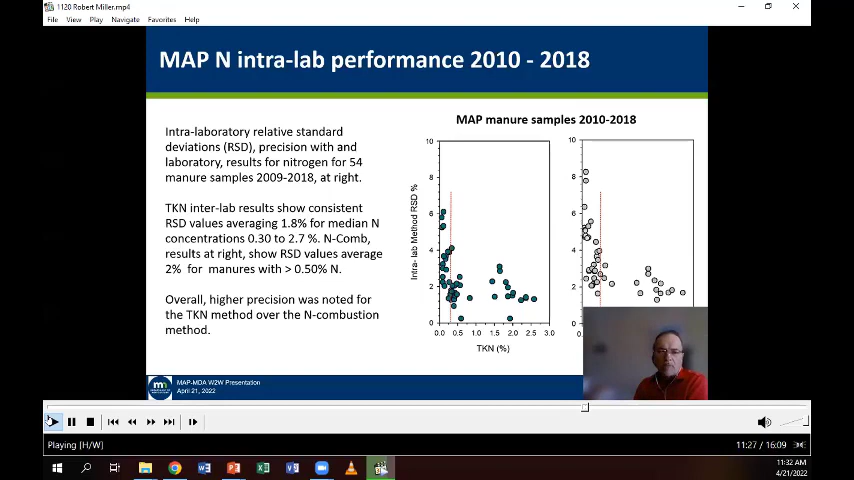 1120 Robert Miller.mp4
File View Play Navigate Favorites Help
MAP N intra-lab performance 2010 - 2018
Intra-laboratory relative standard
deviations (RSD), precision with and
laboratory, results for nitrogen for 54
manure samples 2009-2018, at right.
TKN inter-lab results show consistent
RSD values averaging 1.8% for median N
concentrations 0.30 to 2.7 %. N-Comb,
results at right, show RSD values average
2% for manures with > 0.50% N.
Overall, higher precision was noted for
the TKN method over the N-combustion
method.
MAP manure samples 2010-2018
Intra- lab Method RSD %
10
8
6
4
2
0
0.0 0.5 1.0 1.5 2.0 2.5 3.0
TKN (%)
10
8
6
4
2
0
MAP-MDA W2W Presentation
April 21, 2022
Playing [H/W]
11:27 / 16:09
11:32 AM
4/21/2022